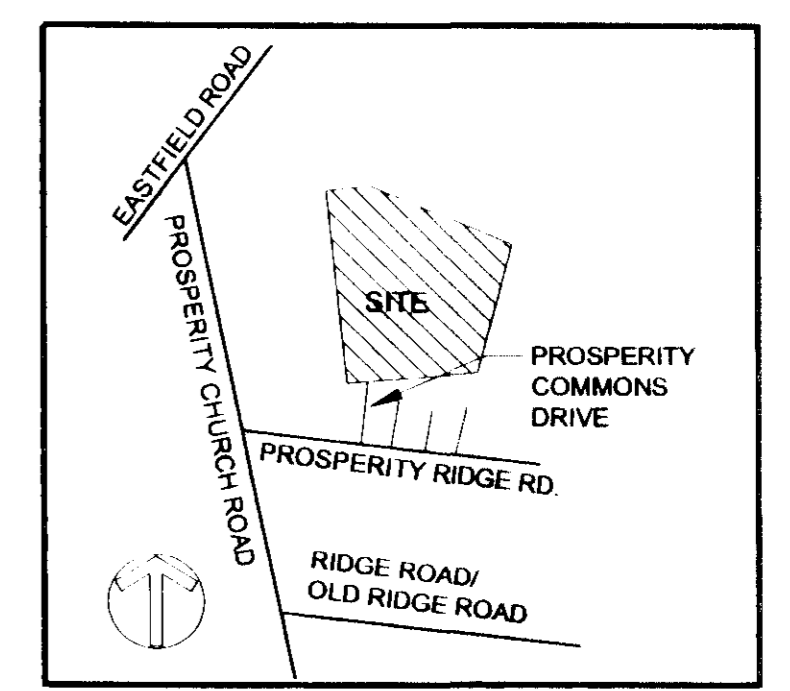 EASTFIELD ROAD
PROSPERITY CHURCH ROAD
SITE
PROSPERITY
COMMONS
DRIVE
PROSPERITY RIDGE RD.
RIDGE ROAD/
OLD RIDGE ROAD